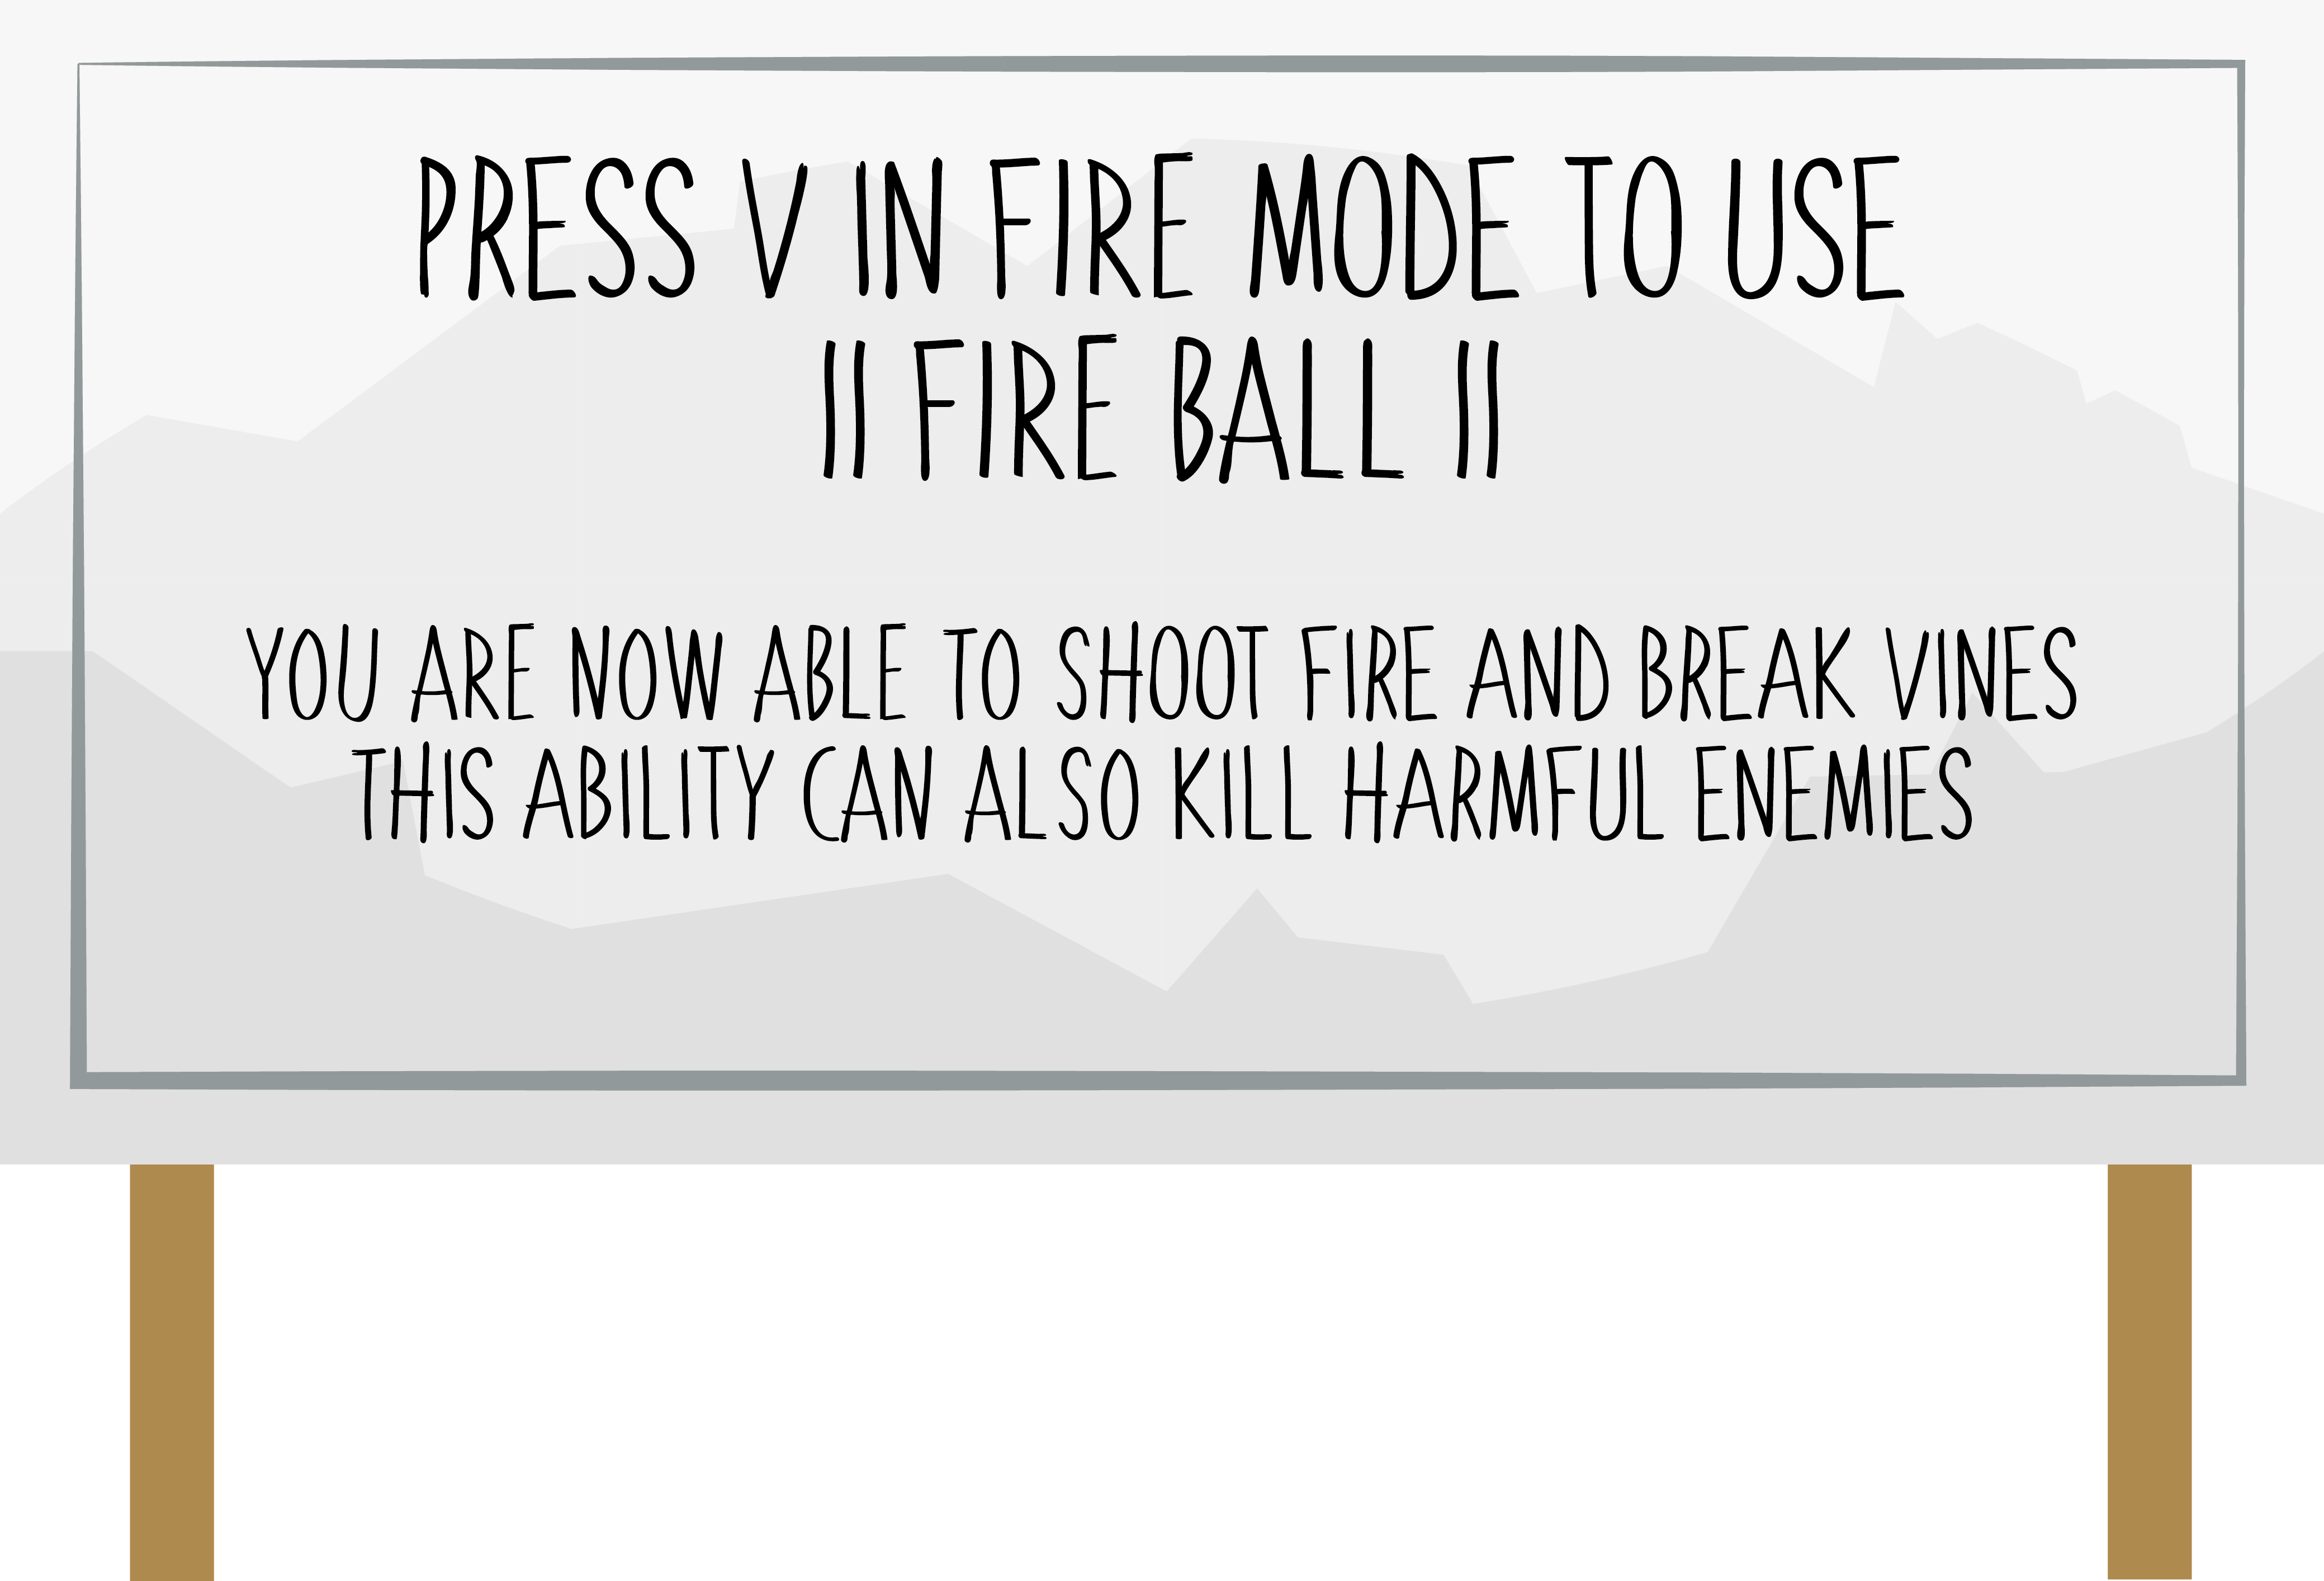 PRESS V IN FIRE MODE TO USE
|| FIRE BALL ||
YOU ARE NOW ABLE TO SHOOT FIRE AND BREAK VINES
THIS ABILITY CAN ALSO KILL HARMFUL ENEMIES